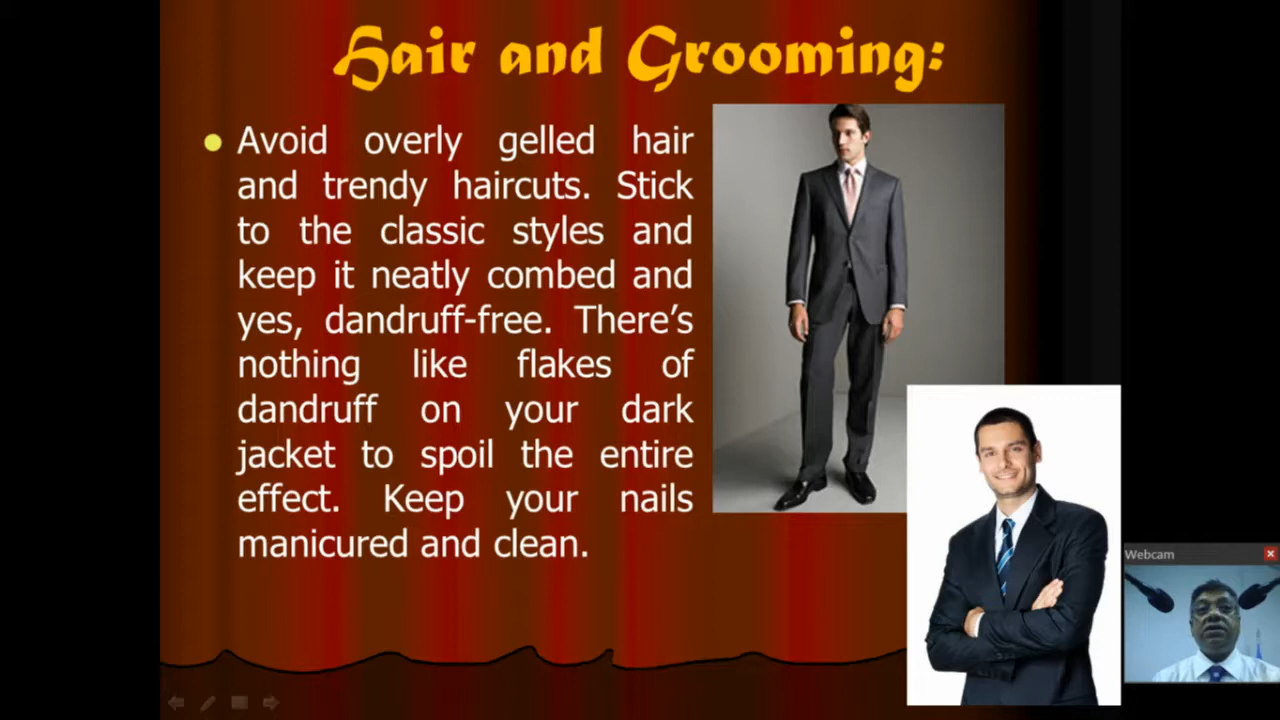 Hair and Grooming:
Avoid overly gelled hair
and trendy haircuts. Stick
to the classic styles and
keep it neatly combed and
yes, dandruff-free. There’s
nothing like flakes of
dandruff on your dark
jacket to spoil the entire
effect. Keep your nails
manicured and clean.
Webcam